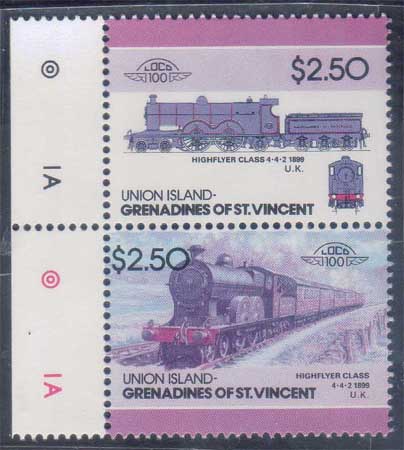 LOCO
100
$2.50
HIGHFLYER CLASS 4-4-2 1899
U.K.
UNION ISLAND-
GRENADINES OF ST. VINCENT
1A
$2.50
LOCO
100
HIGHFLYER CLASS
4-4-2 1899
U.K.
UNION ISLAND-
GRENADINES OF ST. VINCENT
1A